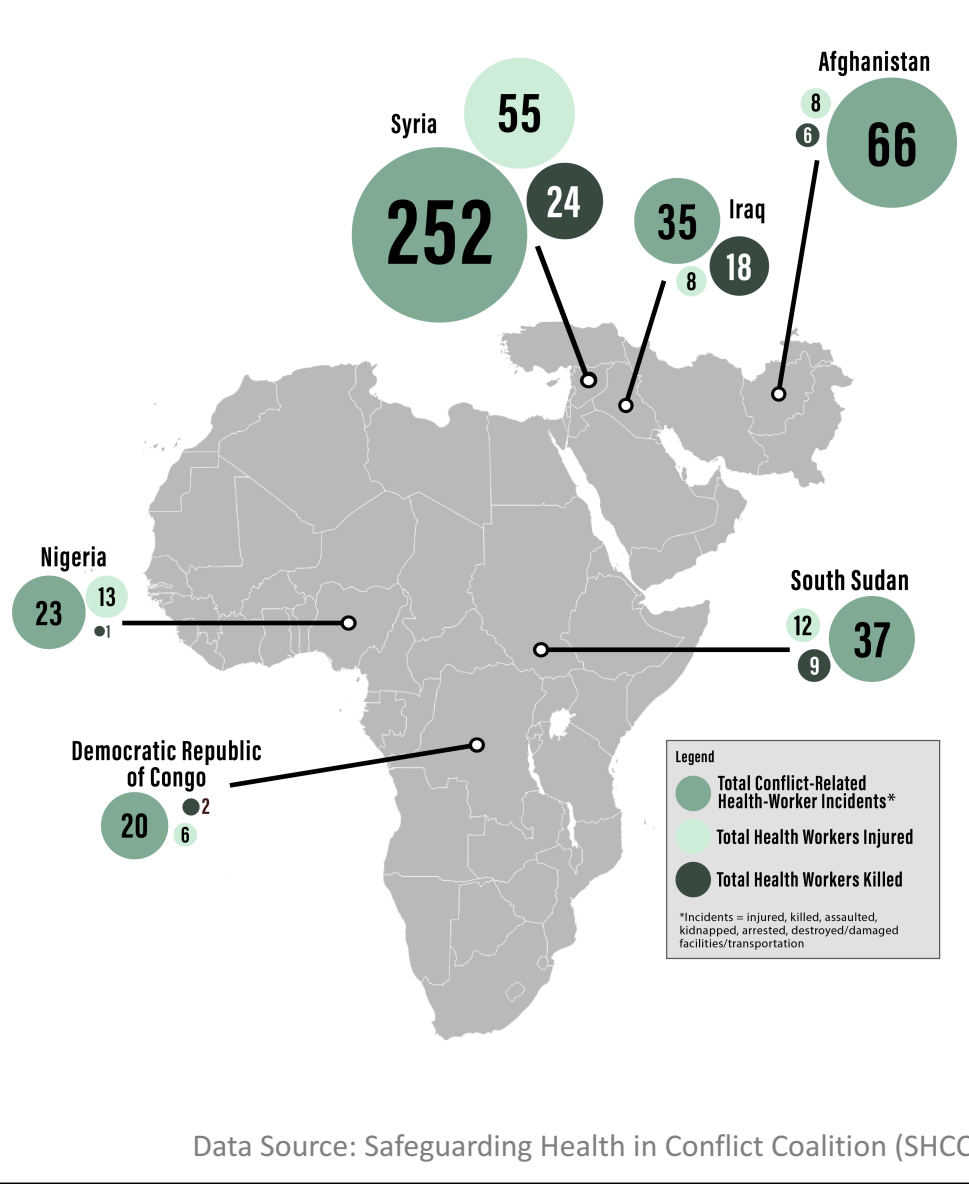 Afghanistan
8
6
66
Syria
55
252
24
35
Iraq
8
18
Nigeria
23
13
1
South Sudan
12
9
37
Democratic Republic
of Congo
20
2
6
Legend
Total Conflict-Related
Health-Worker Incidents*
Total Health Workers Injured
Total Health Workers Killed
*Incidents = injured, killed, assaulted,
kidnapped, arrested, destroyed/damaged
facilities/transportation
Data Source: Safeguarding Health in Conflict Coalition (SHCC